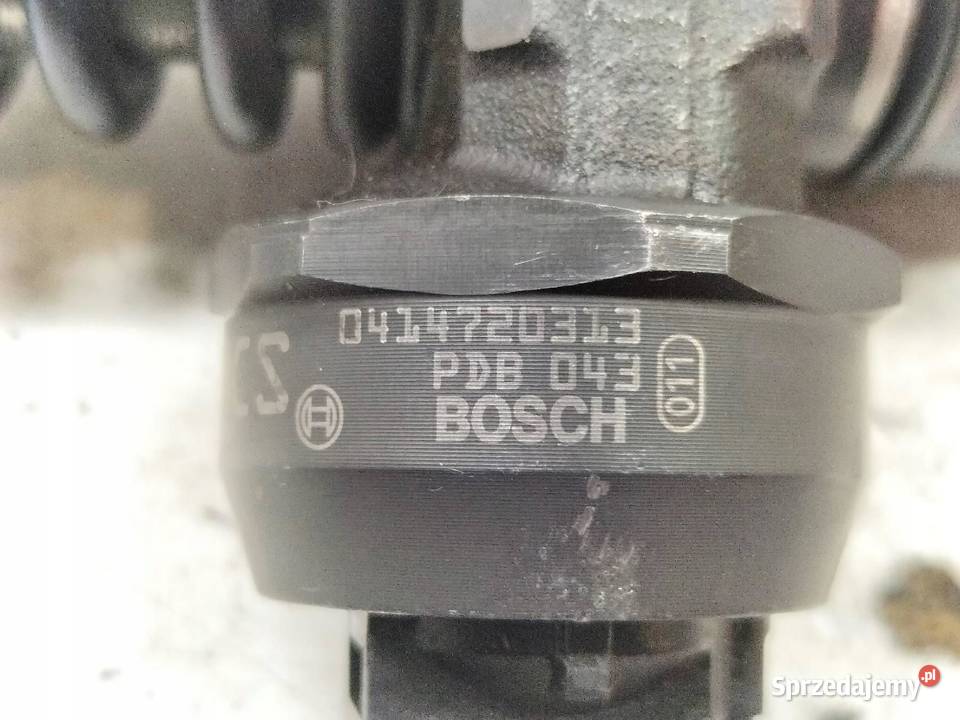 0414720313
PDB 043
011
BOSCH
Sprzedajemy.pl